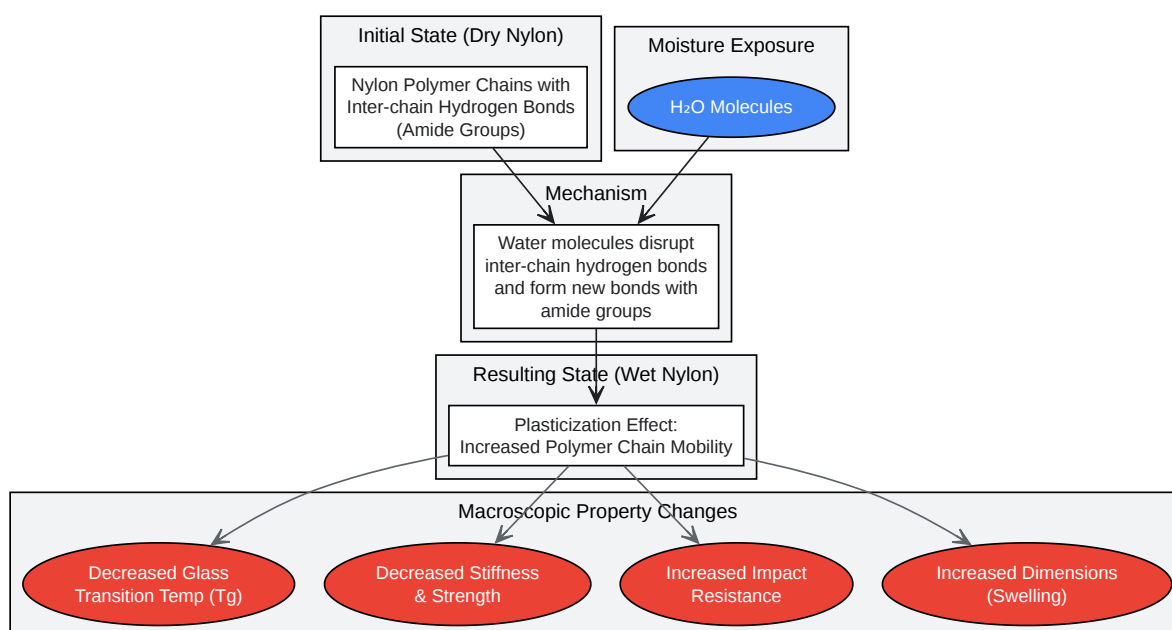 Initial State (Dry Nylon)
Nylon Polymer Chains with
Inter-chain Hydrogen Bonds
(Amide Groups)
Moisture Exposure
H₂O Molecules
Mechanism
Water molecules disrupt
inter-chain hydrogen bonds
and form new bonds with
amide groups
Resulting State (Wet Nylon)
Plasticization Effect:
Increased Polymer Chain Mobility
Macroscopic Property Changes
Decreased Glass
Transition Temp (Tg)
Decreased Stiffness
& Strength
Increased Impact
Resistance
Increased Dimensions
(Swelling)